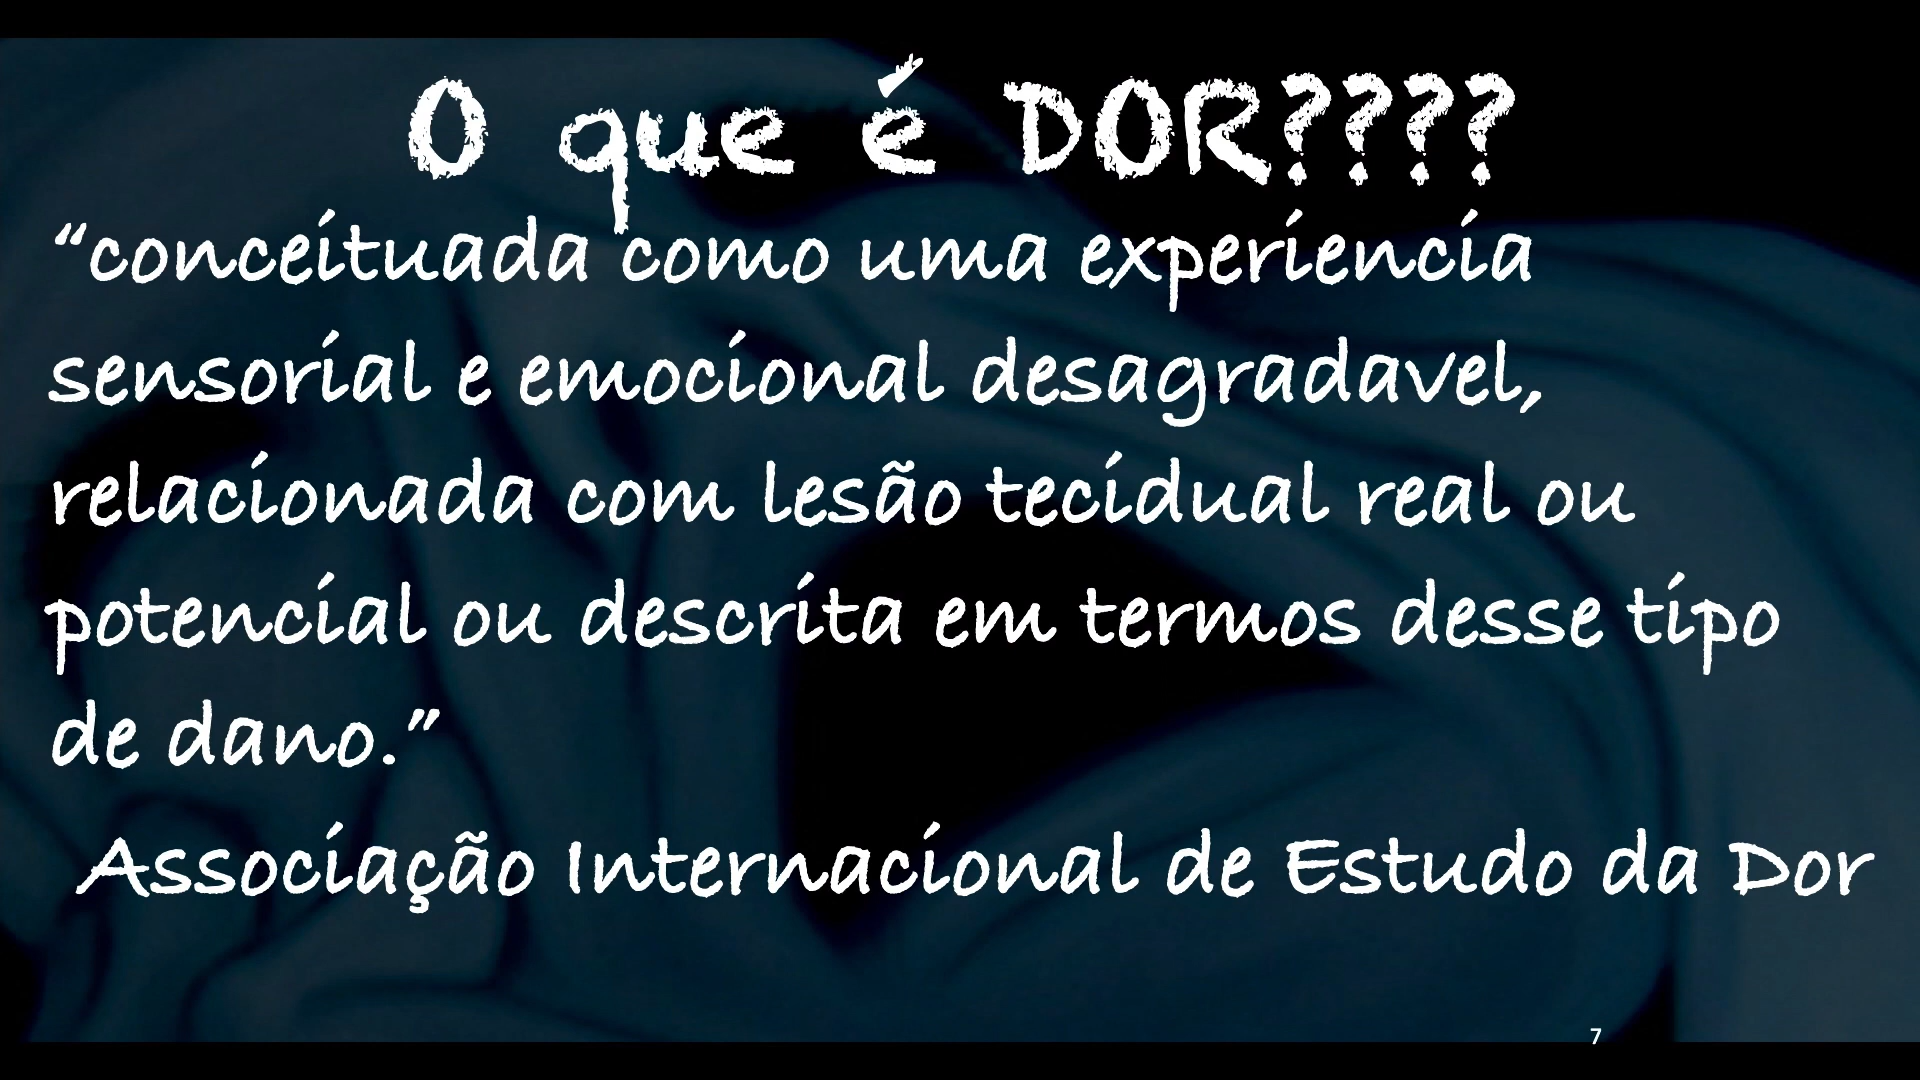 O que é DOR????
“conceituada como uma experiencia
sensorial e emocional desagradavel,
relacionada com lesão tecidual real ou
potencial ou descrita em termos desse tipo
de dano.”
Associação Internacional de Estudo da Dor
7